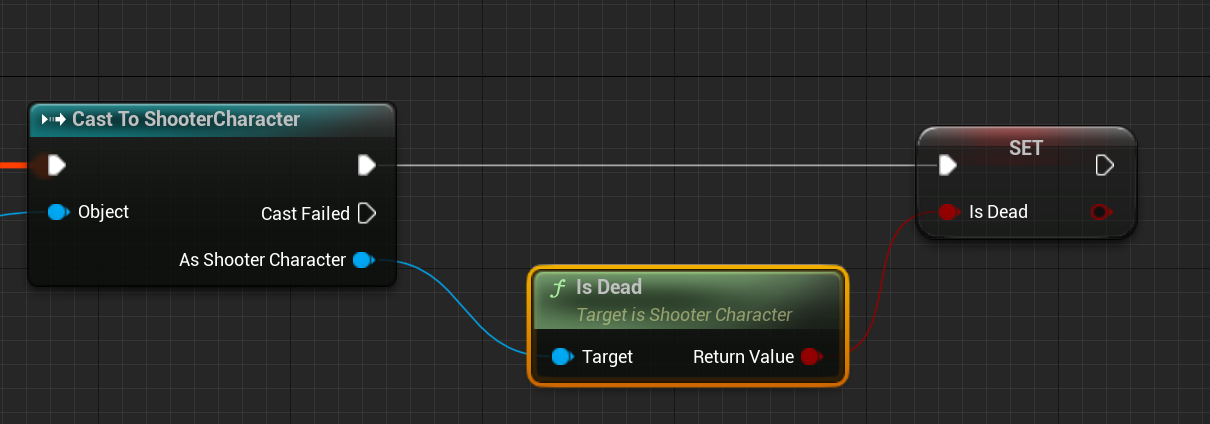 Cast To ShooterCharacter
Object
Cast Failed
As Shooter Character
SET
Is Dead
f Is Dead
Target is Shooter Character
Target
Return Value